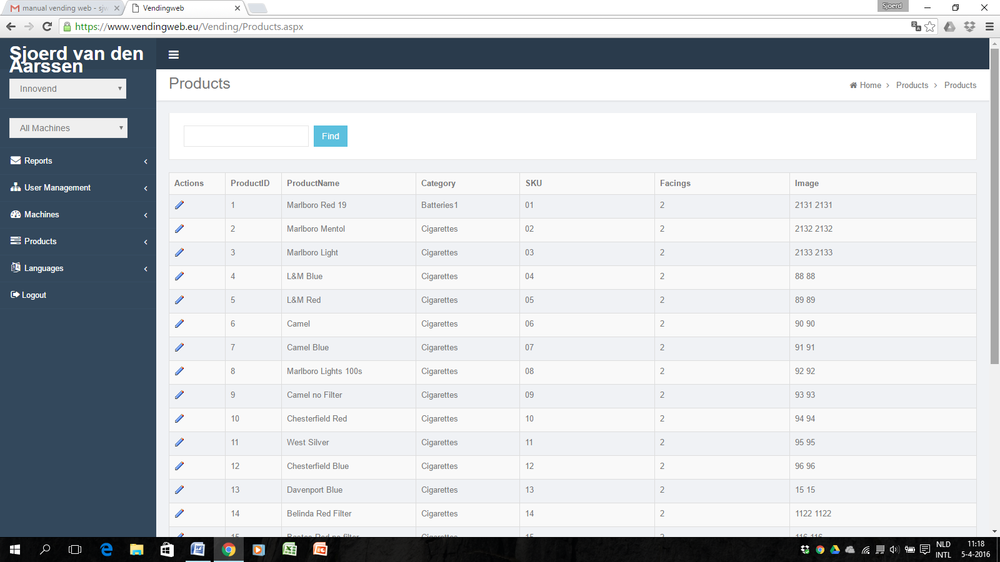 manual vending web - sjw
Vendingweb
Sjoerd
https://www.vendingweb.eu/Vending/Products.aspx
Sjoerd van den
Aarssen
Innovend
All Machines
Reports
User Management
Machines
Products
Languages
Logout
Products
Home > Products > Products
Find
Actions ProductID ProductName Category SKU Facings Image
1 Marlboro Red 19 Batteries1 01 2 2131 2131
2 Marlboro Mentol Cigarettes 02 2 2132 2132
3 Marlboro Light Cigarettes 03 2 2133 2133
4 L&M Blue Cigarettes 04 2 88 88
5 L&M Red Cigarettes 05 2 89 89
6 Camel Cigarettes 06 2 90 90
7 Camel Blue Cigarettes 07 2 91 91
8 Marlboro Lights 100s Cigarettes 08 2 92 92
9 Camel no Filter Cigarettes 09 2 93 93
10 Chesterfield Red Cigarettes 10 2 94 94
11 West Silver Cigarettes 11 2 95 95
12 Chesterfield Blue Cigarettes 12 2 96 96
13 Davenport Blue Cigarettes 13 2 15 15
14 Belinda Red Filter Cigarettes 14 2 1122 1122
15 Red no filter Cigarettes 15 2 116 116
NLD
INTL
11:18
5-4-2016